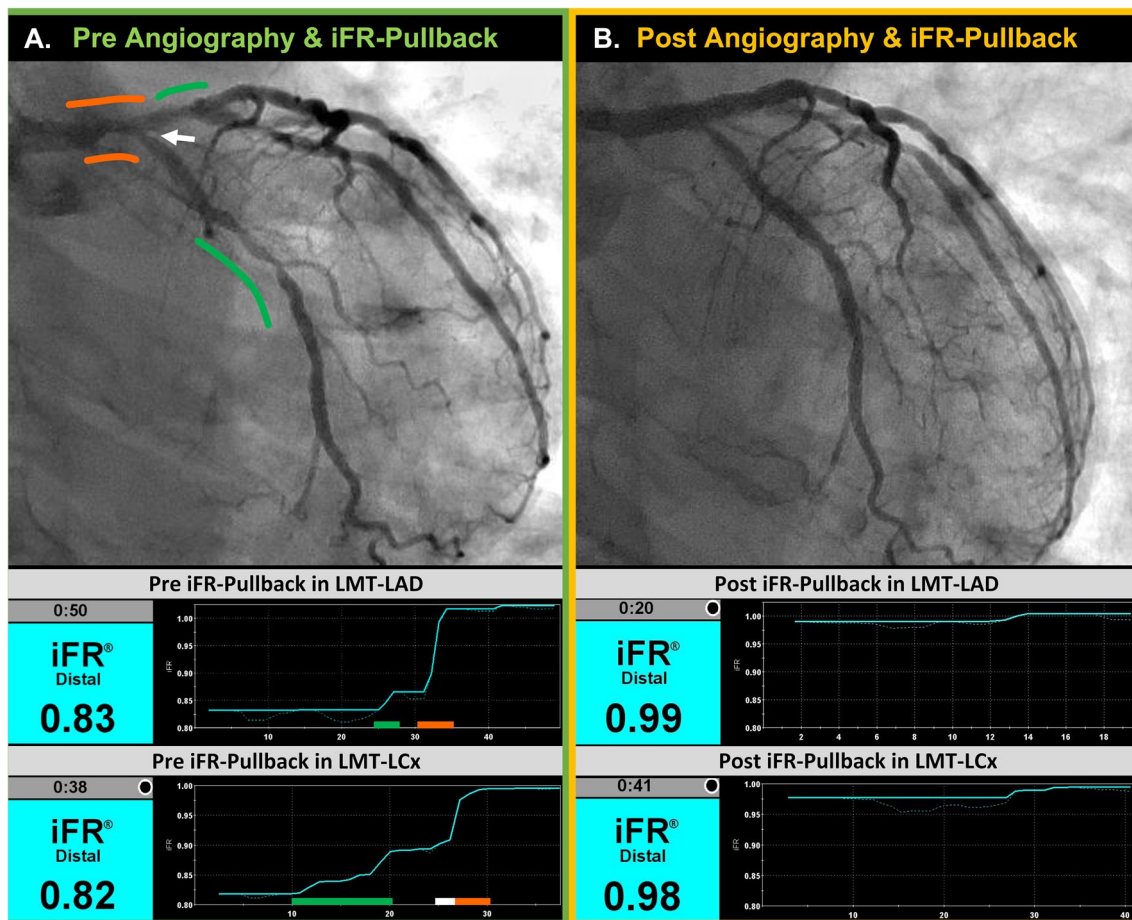 A. Pre Angiography & iFR-Pullback
Pre iFR-Pullback in LMT-LAD
0:50
iFR®
Distal
0.83
iFR
1.00
0.95
0.90
0.85
0.80
10 20 30 40
Pre iFR-Pullback in LMT-LCx
0:38
iFR®
Distal
0.82
iFR
1.00
0.95
0.90
0.85
0.80
10 20 30
B. Post Angiography & iFR-Pullback
Post iFR-Pullback in LMT-LAD
0:20
iFR®
Distal
0.99
iFR
1.00
0.95
0.90
0.85
0.80
2 4 6 8 10 12 14 16 18
Post iFR-Pullback in LMT-LCx
0:41
iFR®
Distal
0.98
iFR
1.00
0.95
0.90
0.85
0.80
10 20 30 40